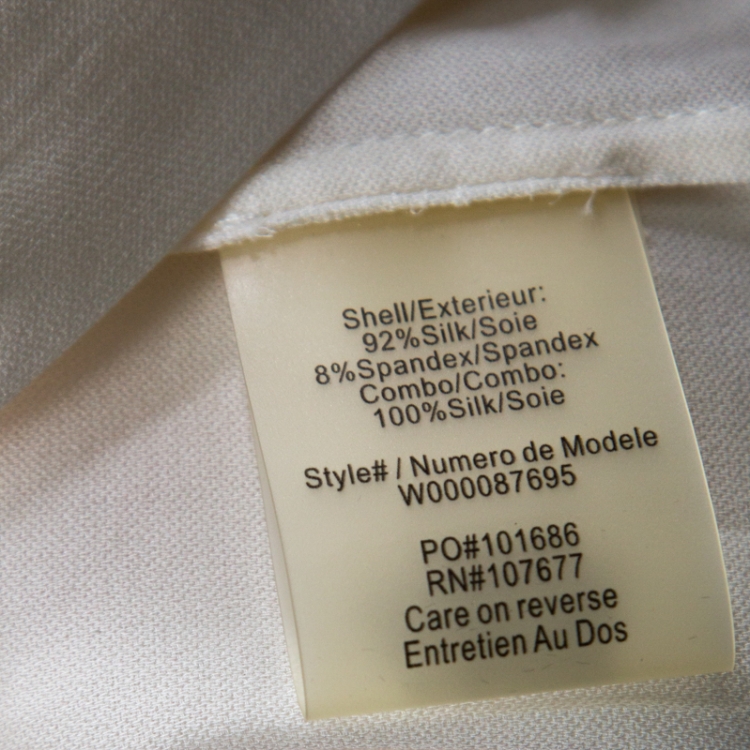 Shell/Exterieur:
92%Silk/Soie
8%Spandex/Spandex
Combo/Combo:
100%Silk/Soie
Style# / Numero de Modele
W000087695
PO#101686
RN#107677
Care on reverse
Entretien Au Dos